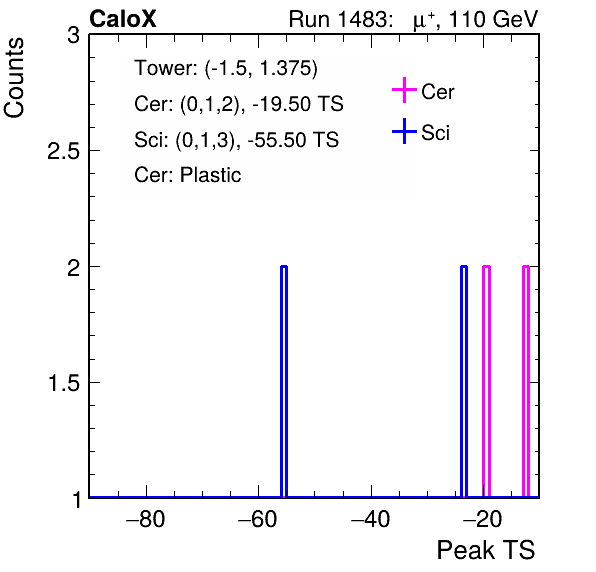 CaloX Run 1483: μ⁺, 110 GeV
Counts
3
2.5
2
1.5
1
Tower: (-1.5, 1.375)
Cer: (0,1,2), -19.50 TS
Sci: (0,1,3), -55.50 TS
Cer: Plastic
Cer
Sci
−80 −60 −40 −20
Peak TS